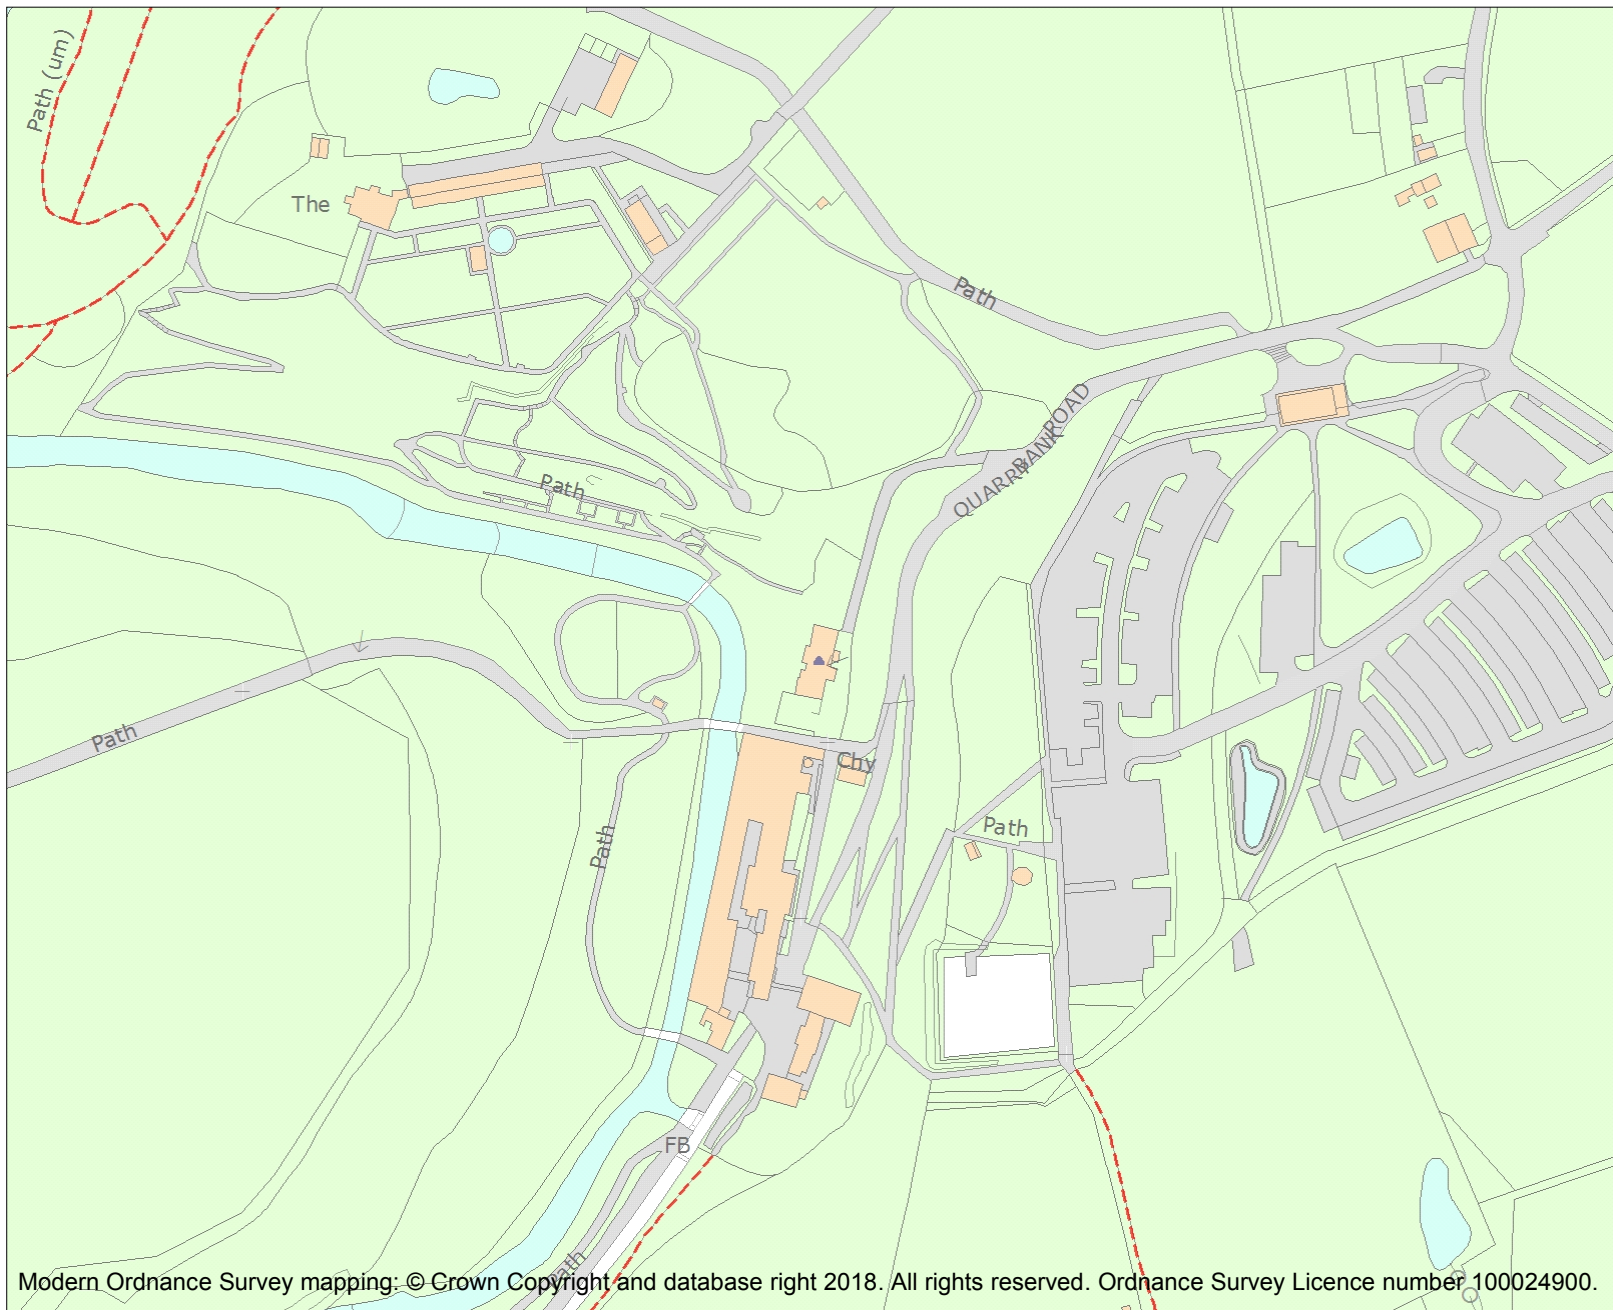 Path (um)
The
Path
QUARRY BANK ROAD
Path
Path
Chy
Path
Path
FB
Path
Modern Ordnance Survey mapping: © Crown Copyright and database right 2018. All rights reserved. Ordnance Survey Licence number 100024900.